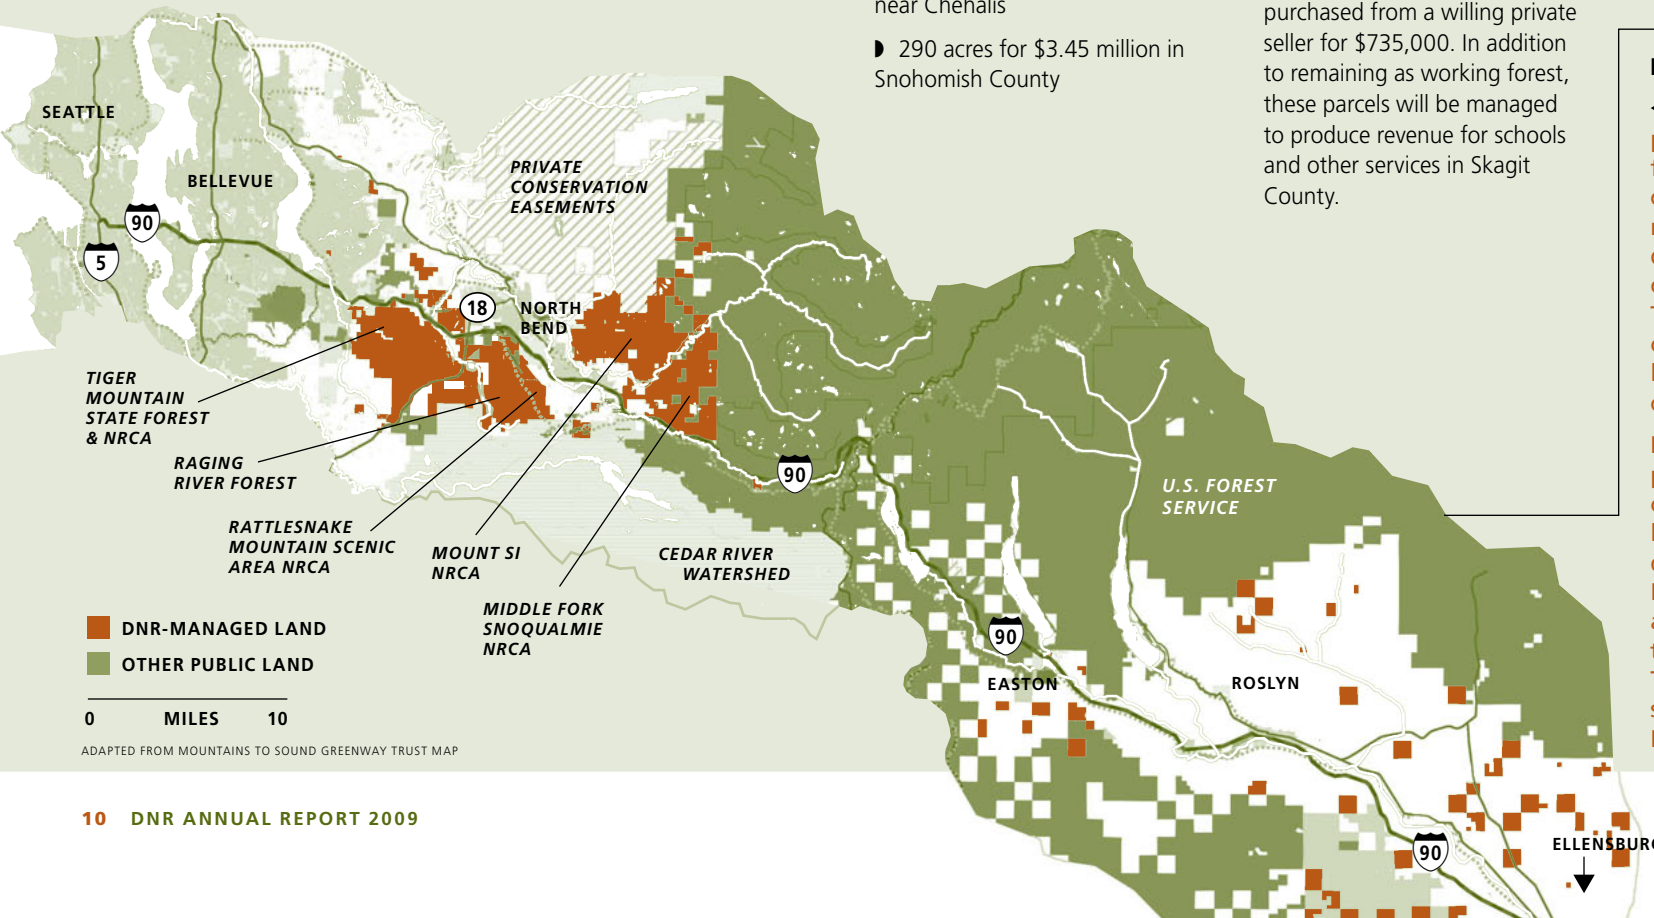 near Chehalis
◗ 290 acres for $3.45 million in
Snohomish County
purchased from a willing private
seller for $735,000. In addition
to remaining as working forest,
these parcels will be managed
to produce revenue for schools
and other services in Skagit
County.
SEATTLE
BELLEVUE
90
5
PRIVATE
CONSERVATION
EASEMENTS
18
NORTH
BEND
TIGER
MOUNTAIN
STATE FOREST
& NRCA
RAGING
RIVER FOREST
RATTLESNAKE
MOUNTAIN SCENIC
AREA NRCA
MOUNT SI
NRCA
MIDDLE FORK
SNOQUALMIE
NRCA
CEDAR RIVER
WATERSHED
90
U.S. FOREST
SERVICE
90
EASTON
ROSLYN
90
ELLENSBURG
DNR-MANAGED LAND
OTHER PUBLIC LAND
0 MILES 10
ADAPTED FROM MOUNTAINS TO SOUND GREENWAY TRUST MAP
10 DNR ANNUAL REPORT 2009